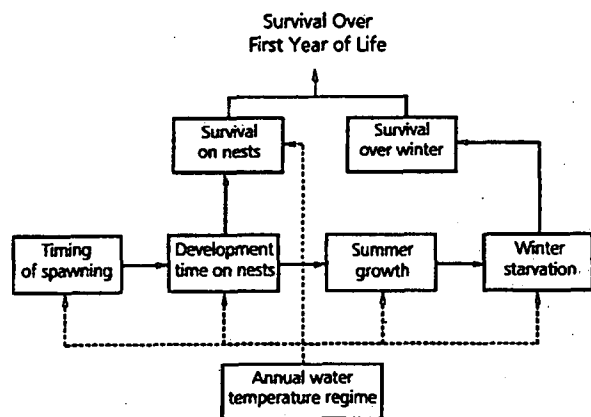 Survival Over
First Year of Life
Survival
on nests
Survival
over winter
Timing
of spawning
Development
time on nests
Summer
growth
Winter
starvation
Annual water
temperature regime